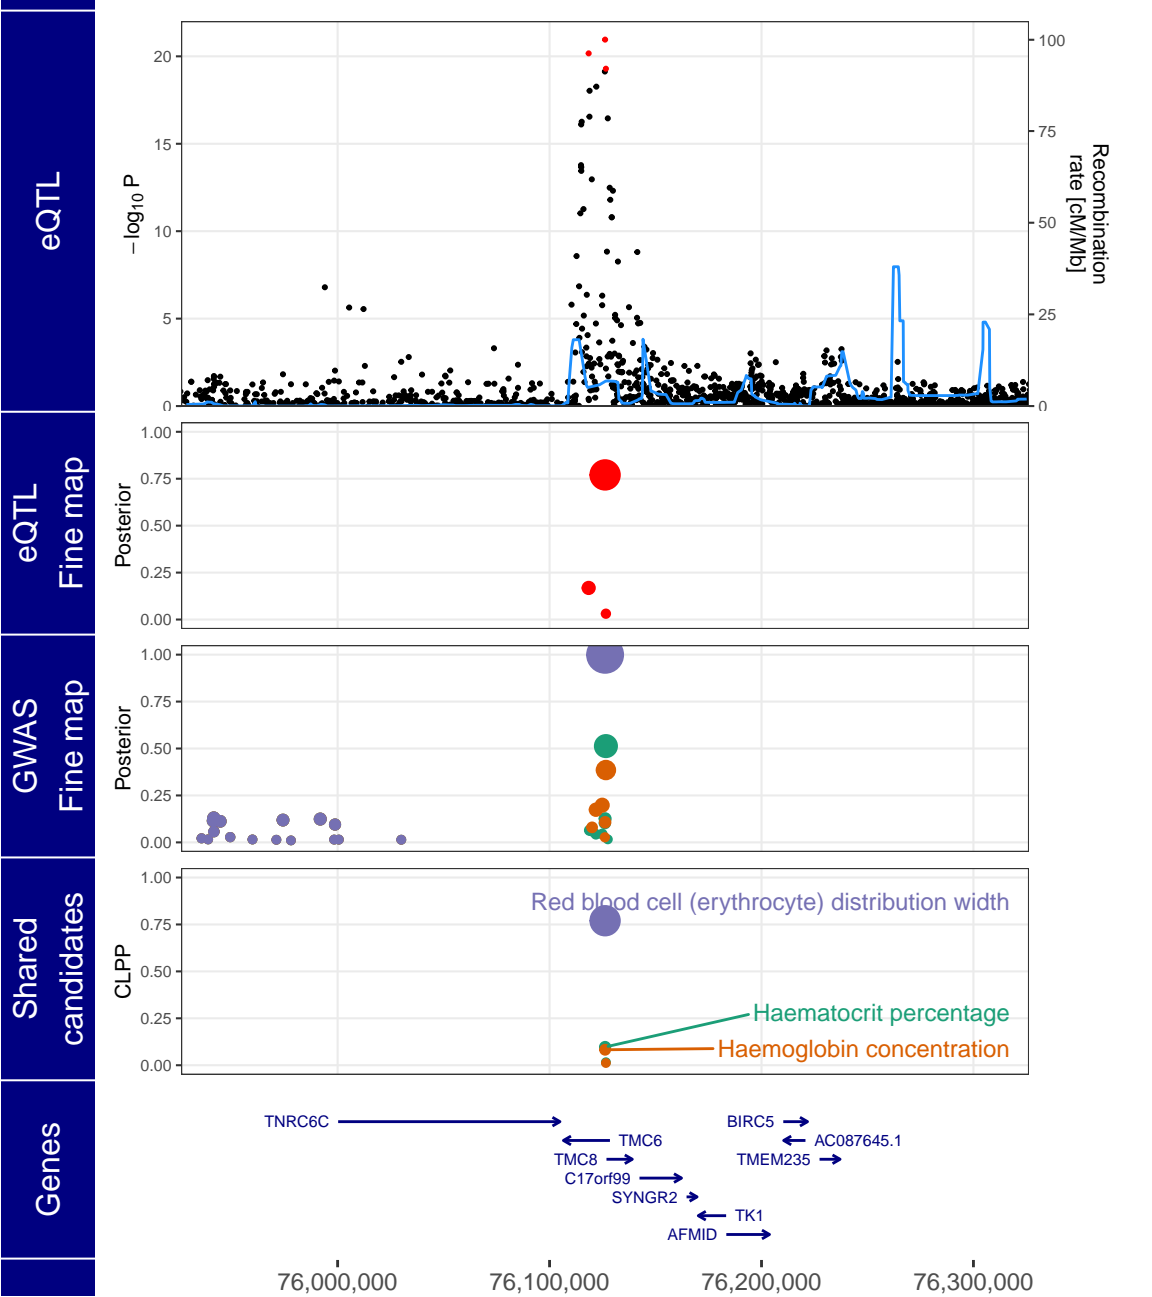 eQTL
−log10 P
20
15
10
5
0
100
75
50
25
0
Recombination
rate [cM/Mb]
eQTL
Fine map
Posterior
1.00
0.75
0.50
0.25
0.00
GWAS
Fine map
Posterior
1.00
0.75
0.50
0.25
0.00
Shared
candidates
CLPP
1.00
0.75
0.50
0.25
0.00
Red blood cell (erythrocyte) distribution width
Haematocrit percentage
Haemoglobin concentration
Genes
TNRC6C
BIRC5
TMC6
AC087645.1
TMC8
TMEM235
C17orf99
SYNGR2
TK1
AFMID
76,000,000
76,100,000
76,200,000
76,300,000